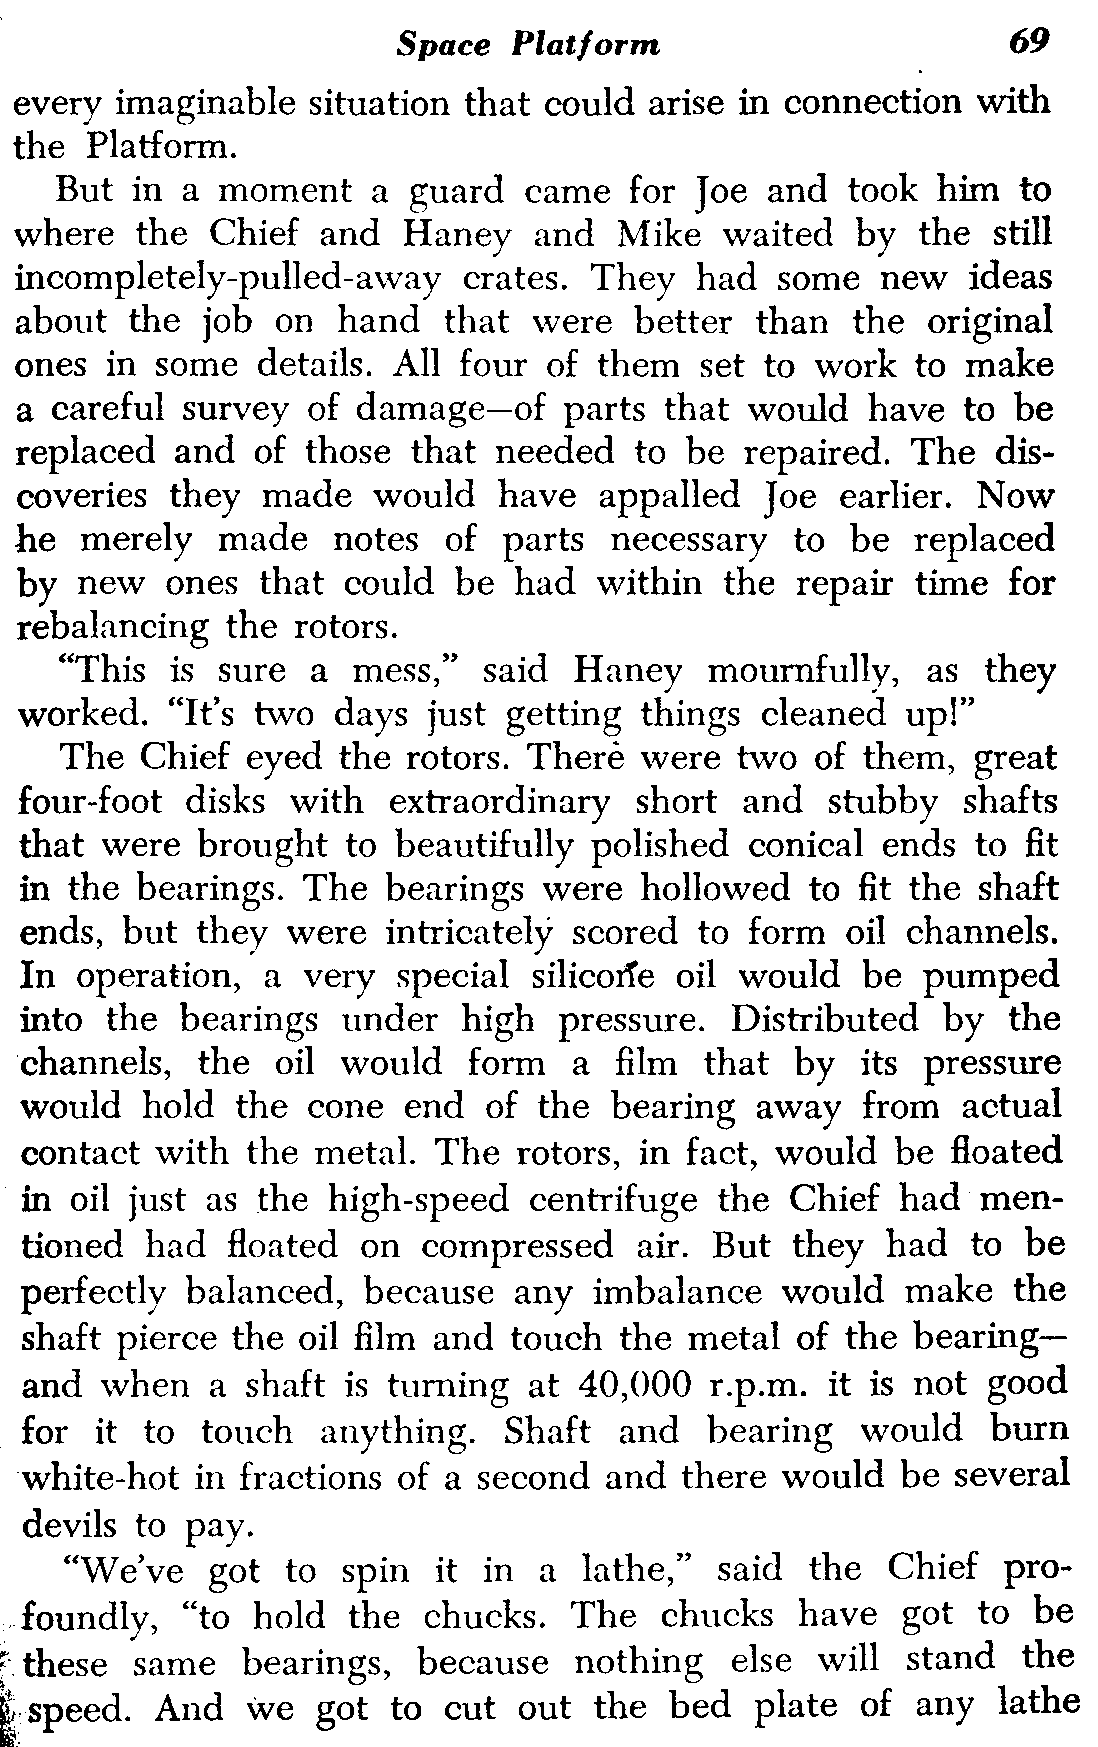 Space Platform 69
every imaginable situation that could arise in connection with
the Platform.
But in a moment a guard came for Joe and took him to
where the Chief and Haney and Mike waited by the still
incompletely-pulled-away crates. They had some new ideas
about the job on hand that were better than the original
ones in some details. All four of them set to work to make
a careful survey of damage—of parts that would have to be
replaced and of those that needed to be repaired. The dis-
coveries they made would have appalled Joe earlier. Now
he merely made notes of parts necessary to be replaced
by new ones that could be had within the repair time for
rebalancing the rotors.
“This is sure a mess,” said Haney mournfully, as they
worked. “It’s two days just getting things cleaned up!”
The Chief eyed the rotors. There were two of them, great
four-foot disks with extraordinary short and stubby shafts
that were brought to beautifully polished conical ends to fit
in the bearings. The bearings were hollowed to fit the shaft
ends, but they were intricately scored to form oil channels.
In operation, a very special silicone oil would be pumped
into the bearings under high pressure. Distributed by the
channels, the oil would form a film that by its pressure
would hold the cone end of the bearing away from actual
contact with the metal. The rotors, in fact, would be floated
in oil just as the high-speed centrifuge the Chief had men-
tioned had floated on compressed air. But they had to be
perfectly balanced, because any imbalance would make the
shaft pierce the oil film and touch the metal of the bearing—
and when a shaft is turning at 40,000 r.p.m. it is not good
for it to touch anything. Shaft and bearing would burn
white-hot in fractions of a second and there would be several
devils to pay.
“We’ve got to spin it in a lathe,” said the Chief pro-
foundly, “to hold the chucks. The chucks have got to be
these same bearings, because nothing else will stand the
speed. And we got to cut out the bed plate of any lathe